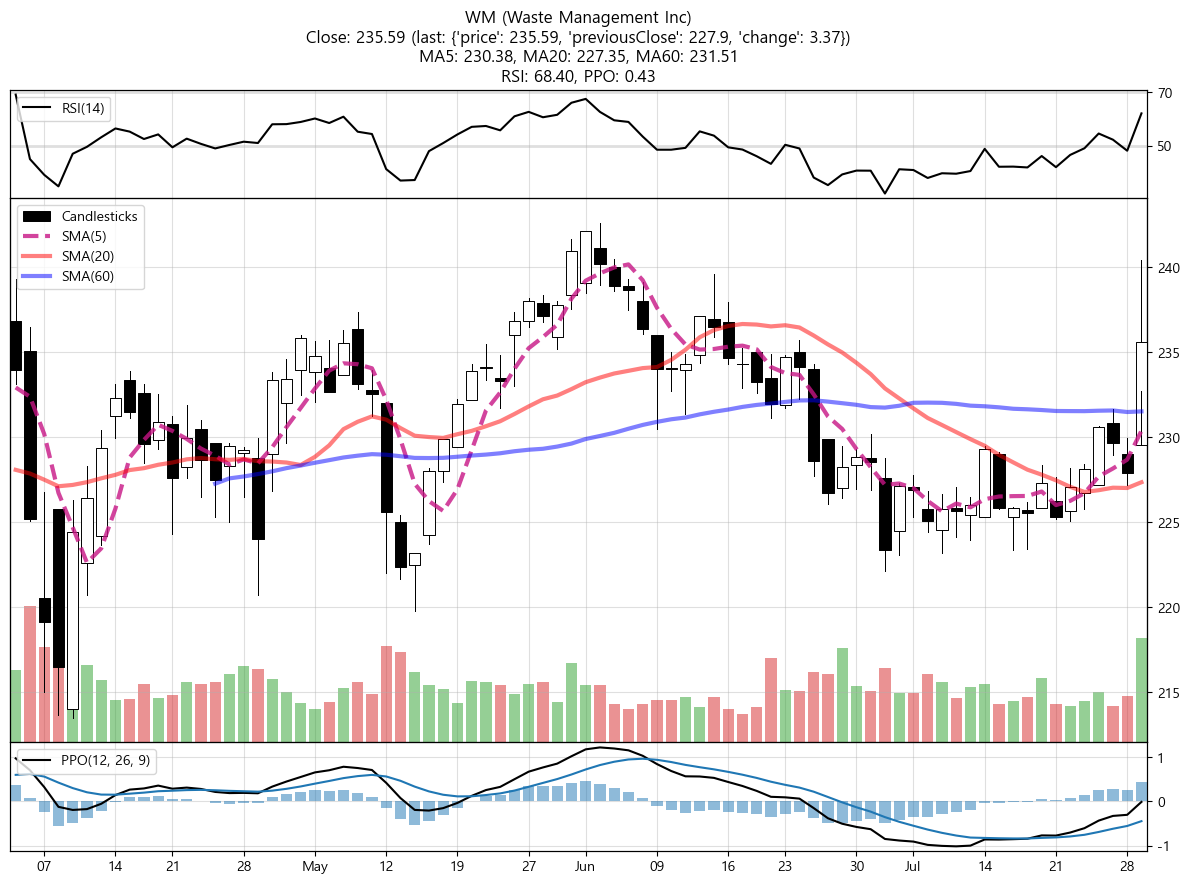 WM (Waste Management Inc)
Close: 235.59 (last: {'price': 235.59, 'previousClose': 227.9, 'change': 3.37})
MA5: 230.38, MA20: 227.35, MA60: 231.51
RSI: 68.40, PPO: 0.43
RSI(14)
70
50
Candlesticks
SMA(5)
SMA(20)
SMA(60)
240
235
230
225
220
215
PPO(12, 26, 9)
1
0
-1
07 14 21 28 May 12 19 27 Jun 09 16 23 30 Jul 14 21 28